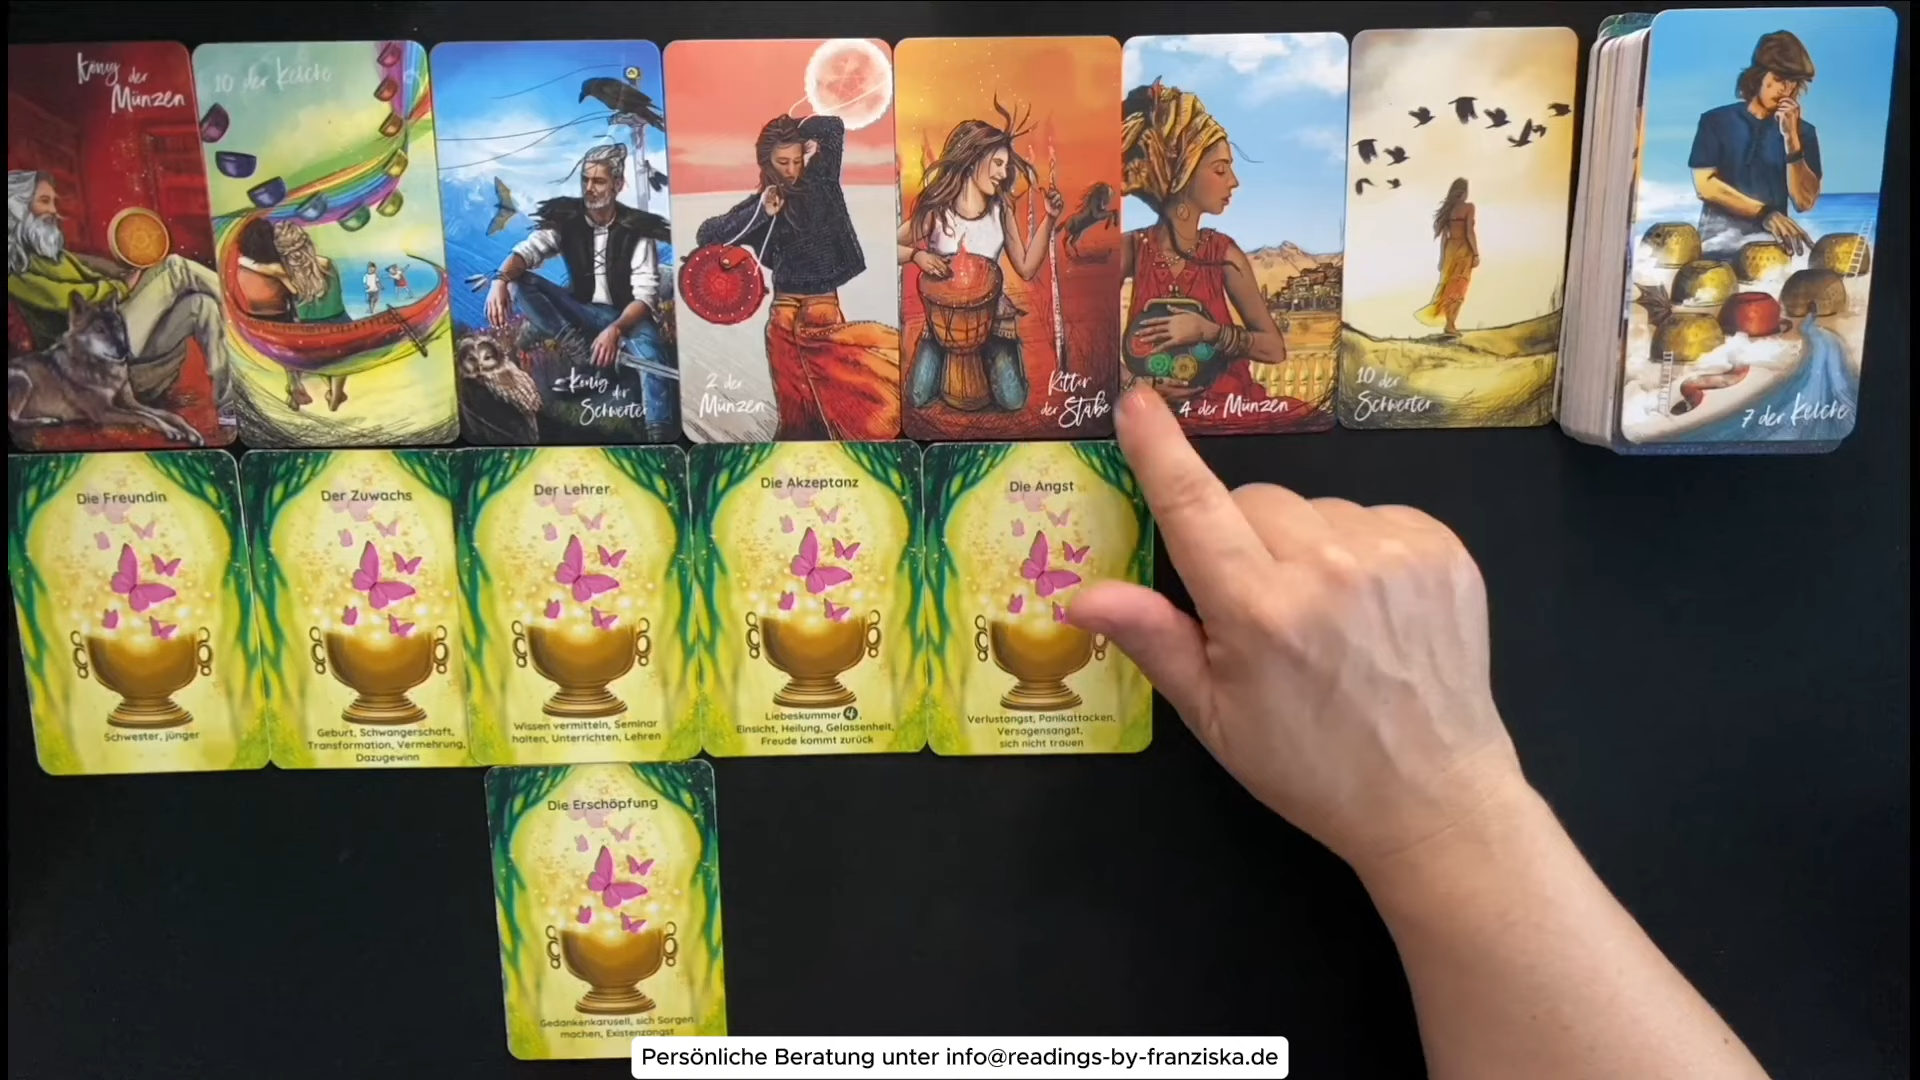 König der
Münzen
10 der Kelche
König
der
Schwerter
2 der
Münzen
Ritter
der Stäbe
4 der Münzen
10 der
Schwerter
7 der Kelche
Die Freundin
Schwester, jünger
Der Zuwachs
Geburt, Schwangerschaft,
Transformation, Vermehrung,
Dazugewinn
Der Lehrer
Wissen vermitteln, Seminar
halten, Unterrichten, Lehren
Die Akzeptanz
Liebeskummer 4,
Einsicht, Heilung, Gelassenheit,
Freude kommt zurück
Die Angst
Verlustangst, Panikattacken,
Versagensangst,
sich nicht trauen
Die Erschöpfung
Gedankenkarusell, sich Sorgen
machen, Existenzangst
Persönliche Beratung unter info@readings-by-franziska.de